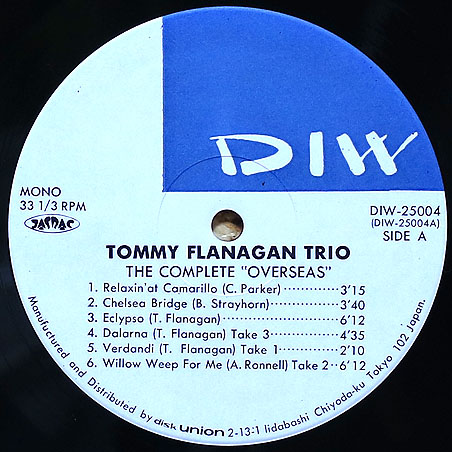 DIW
MONO
33 1/3 RPM
JASRAC
DIW-25004
(DIW-25004A)
SIDE A
TOMMY FLANAGAN TRIO
THE COMPLETE "OVERSEAS"
1. Relaxin'at Camarillo (C. Parker)············3'15
2. Chelsea Bridge (B. Strayhorn)············3'40
3. Eclypso (T. Flanagan)·····················6'12
4. Dalarna (T. Flanagan) Take 3············4'35
5. Verdandi (T. Flanagan) Take 1·········2'10
6. Willow Weep For Me (A. Ronnell) Take 2··6'12
Manufactured and Distributed by disk union 2-13-1 Iidabashi Chiyoda-ku Tokyo 102 Japan.